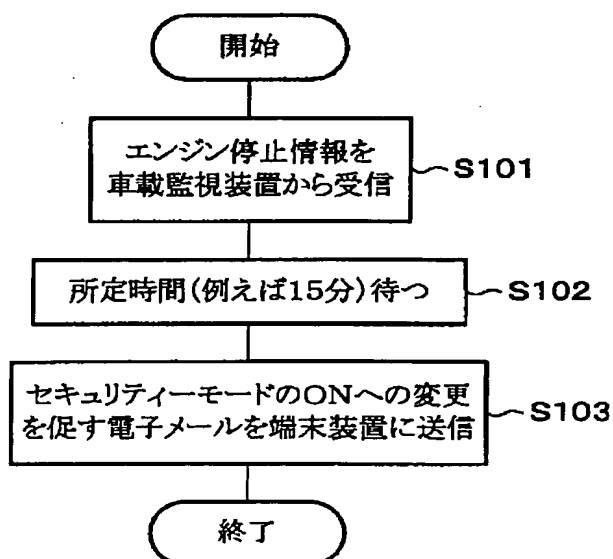 開始
エンジン停止情報を
車載監視装置から受信
S101
所定時間(例えば15分)待つ
S102
セキュリティーモードのONへの変更
を促す電子メールを端末装置に送信
S103
終了